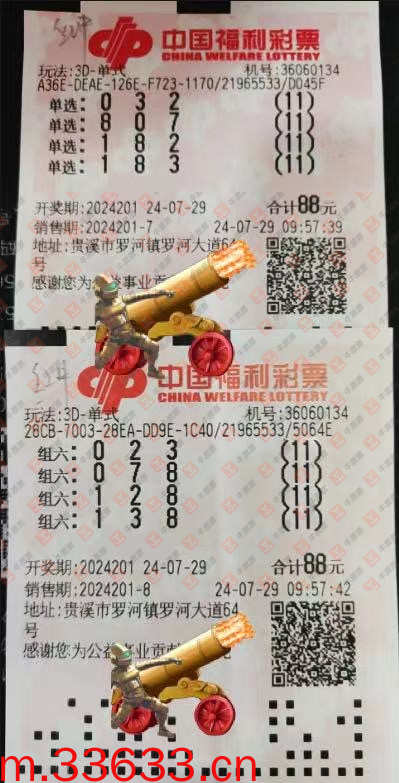 中国福利彩票
CHINA WELFARE LOTTERY
玩法:3D-单式 机号:36060134
A36E-DEAE-126E-F723-1170/21965533/D045F
单选: 0 3 2 (11)
单选: 8 0 7 (11)
单选: 1 8 2 (11)
单选: 1 8 3 (11)
开奖期:2024201 24-07-29 合计88元
销售期:2024201-7 24-07-29 09:57:39
地址:贵溪市罗河镇罗河大道64
号
感谢您为公益事业贡
中国福利彩票
CHINA WELFARE LOTTERY
玩法:3D-单式 机号:36060134
28CB-7003-28EA-DD9E-1C40/21965533/5064E
组六: 0 2 3 (11)
组六: 0 7 8 (11)
组六: 1 2 8 (11)
组六: 1 3 8 (11)
开奖期:2024201 24-07-29 合计88元
销售期:2024201-8 24-07-29 09:57:42
地址:贵溪市罗河镇罗河大道64
号
感谢您为公益事业贡献
m.33633.cn